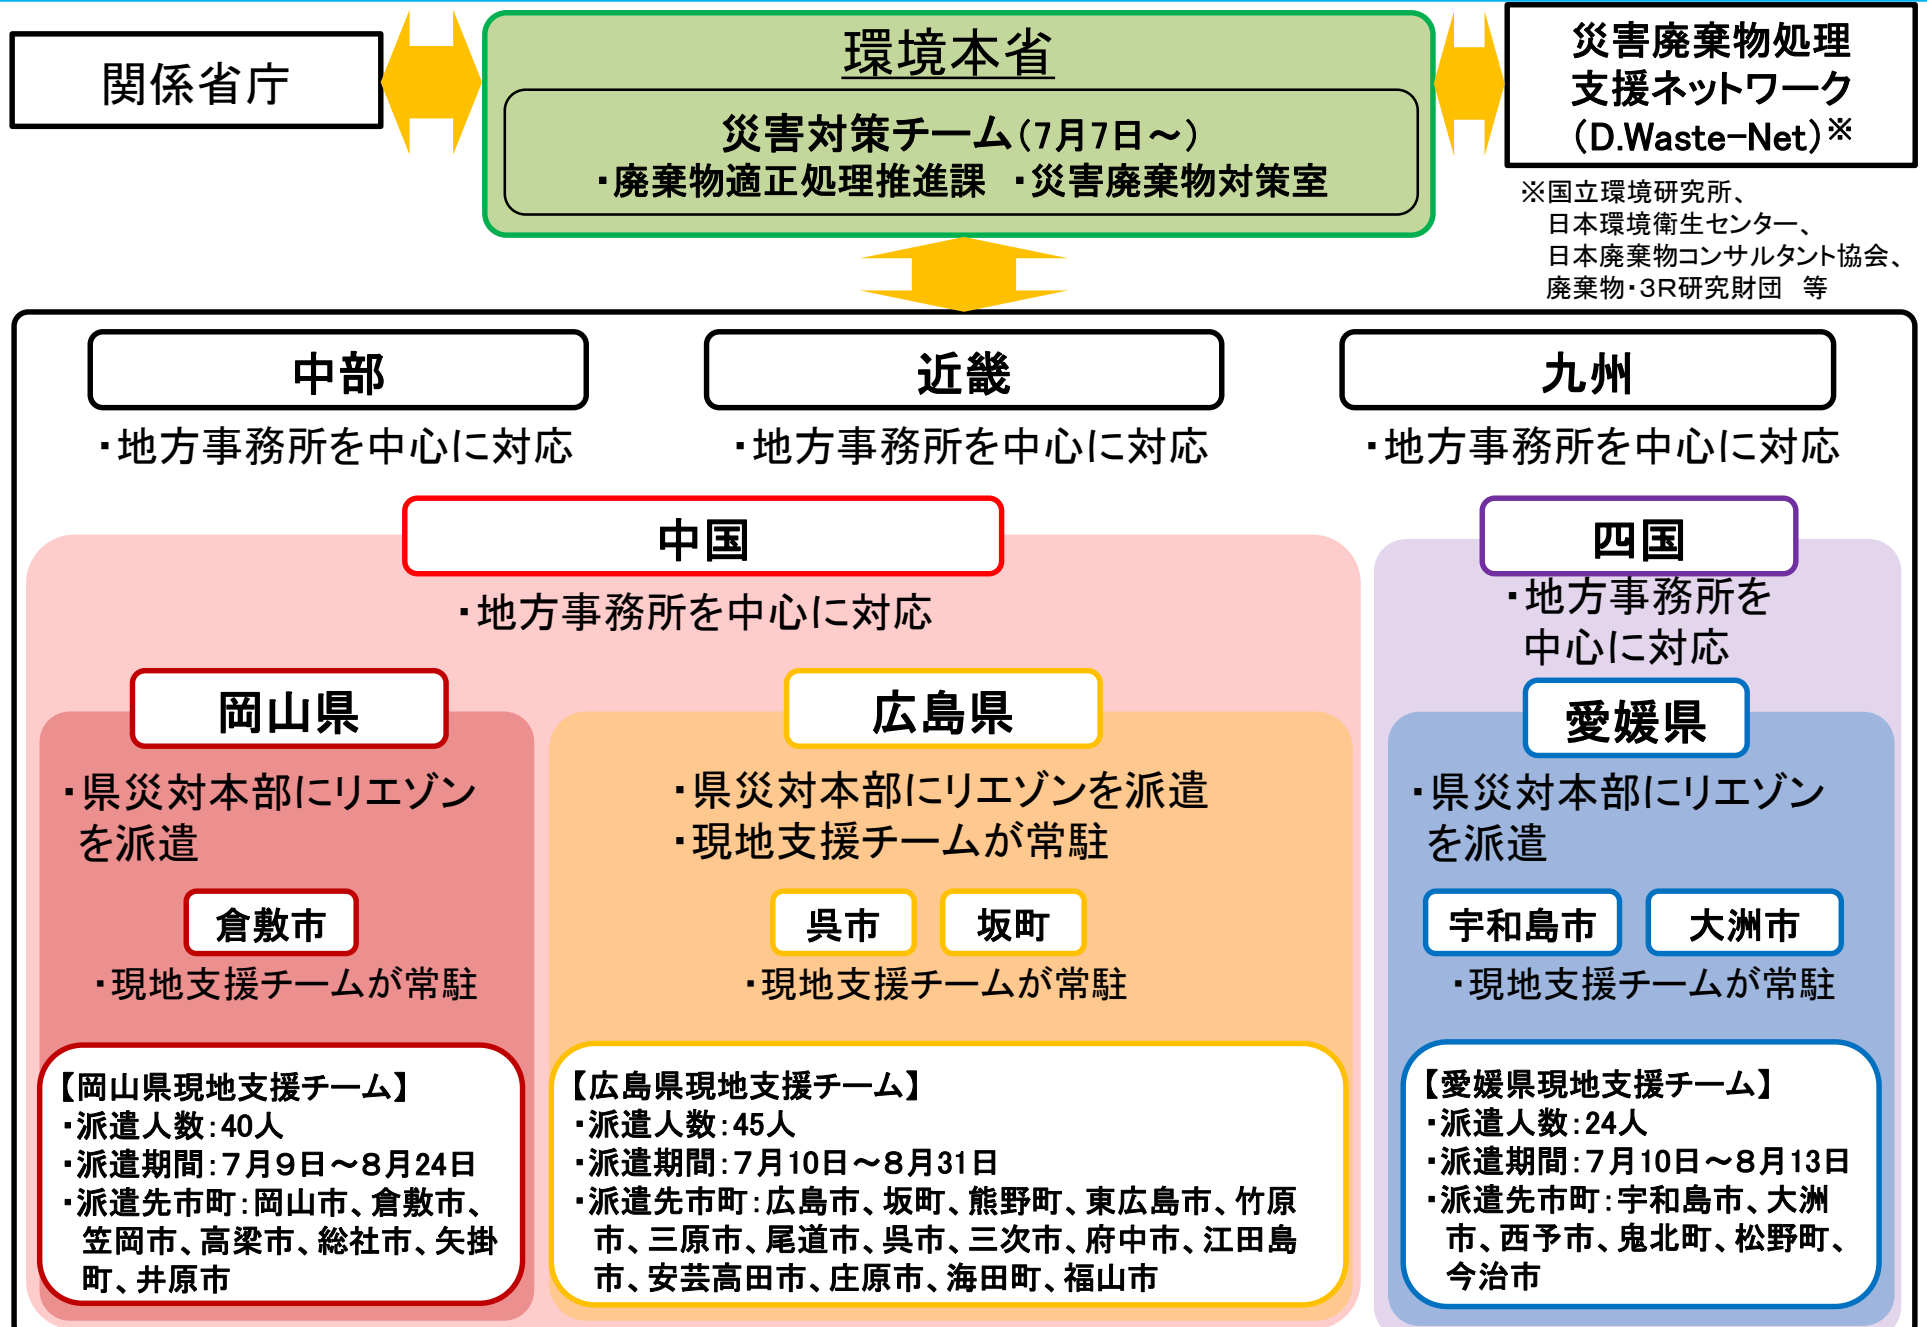 関係省庁
環境本省
災害対策チーム(7月7日～)
・廃棄物適正処理推進課 ・災害廃棄物対策室
災害廃棄物処理
支援ネットワーク
(D.Waste-Net)※
※国立環境研究所、
日本環境衛生センター、
日本廃棄物コンサルタント協会、
廃棄物・3R研究財団 等
中部
・地方事務所を中心に対応
近畿
・地方事務所を中心に対応
九州
・地方事務所を中心に対応
中国
・地方事務所を中心に対応
岡山県
・県災対本部にリエゾン
を派遣
倉敷市
・現地支援チームが常駐
【岡山県現地支援チーム】
・派遣人数:40人
・派遣期間:7月9日～8月24日
・派遣先市町:岡山市、倉敷市、
笠岡市、高梁市、総社市、矢掛
町、井原市
広島県
・県災対本部にリエゾンを派遣
・現地支援チームが常駐
呉市 坂町
・現地支援チームが常駐
【広島県現地支援チーム】
・派遣人数:45人
・派遣期間:7月10日～8月31日
・派遣先市町:広島市、坂町、熊野町、東広島市、竹原
市、三原市、尾道市、呉市、三次市、府中市、江田島
市、安芸高田市、庄原市、海田町、福山市
四国
・地方事務所を
中心に対応
愛媛県
・県災対本部にリエゾン
を派遣
宇和島市 大洲市
・現地支援チームが常駐
【愛媛県現地支援チーム】
・派遣人数:24人
・派遣期間:7月10日～8月13日
・派遣先市町:宇和島市、大洲
市、西予市、鬼北町、松野町、
今治市